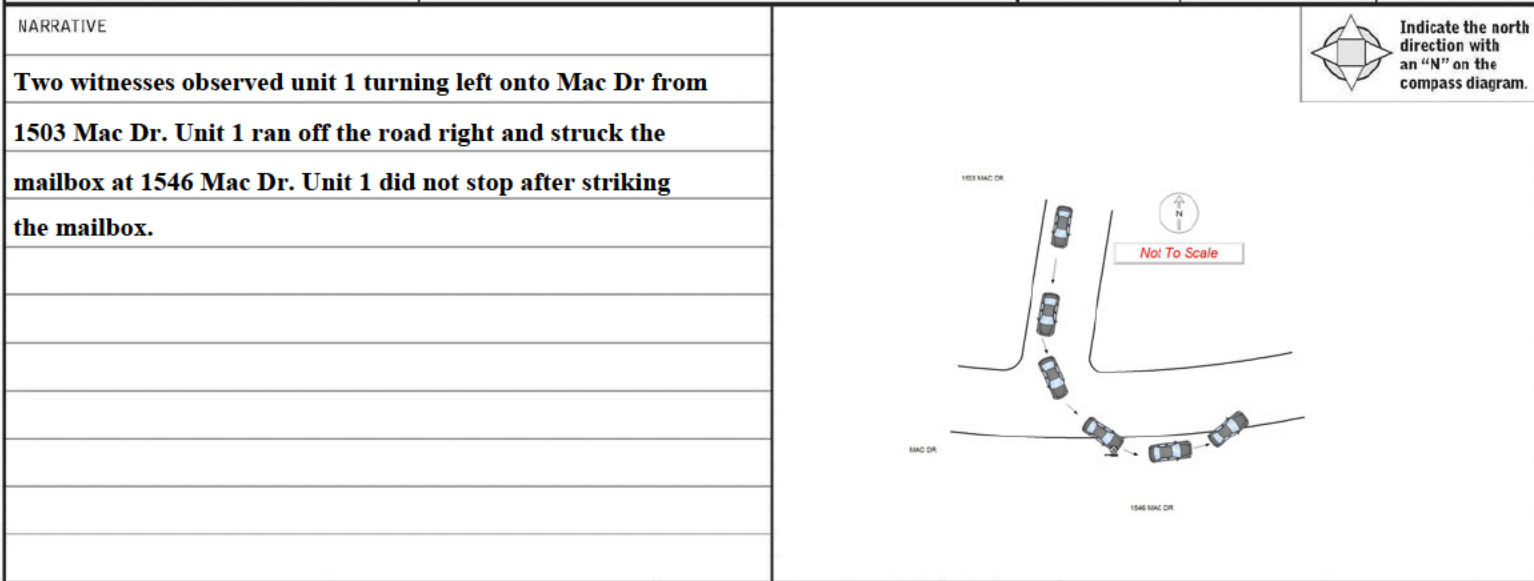 NARRATIVE
Two witnesses observed unit 1 turning left onto Mac Dr from
1503 Mac Dr. Unit 1 ran off the road right and struck the
mailbox at 1546 Mac Dr. Unit 1 did not stop after striking
the mailbox.
Indicate the north
direction with
an “N” on the
compass diagram.
1503 MAC DR
N
Not To Scale
MAC DR
1546 MAC DR